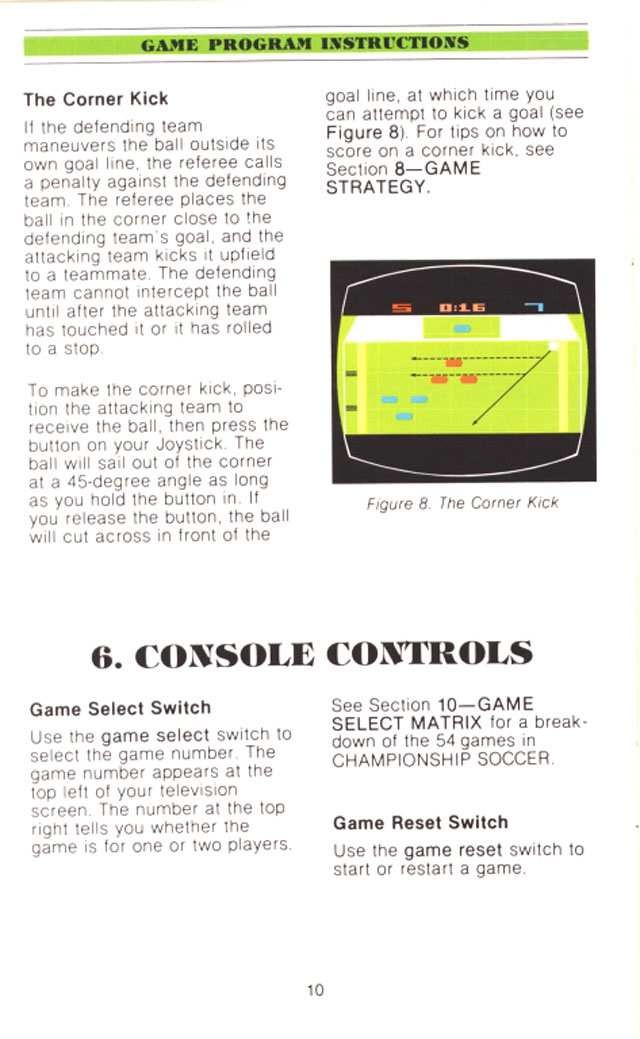 GAME PROGRAM INSTRUCTIONS
The Corner Kick
If the defending team
maneuvers the ball outside its
own goal line, the referee calls
a penalty against the defending
team. The referee places the
ball in the corner close to the
defending team's goal, and the
attacking team kicks it upfield
to a teammate. The defending
team cannot intercept the ball
until after the attacking team
has touched it or it has rolled
to a stop.
To make the corner kick, posi-
tion the attacking team to
receive the ball, then press the
button on your Joystick. The
ball will sail out of the corner
at a 45-degree angle as long
as you hold the button in. If
you release the button, the ball
will cut across in front of the
goal line, at which time you
can attempt to kick a goal (see
Figure 8). For tips on how to
score on a corner kick, see
Section 8—GAME
STRATEGY.
5 0:16 7
Figure 8. The Corner Kick
6. CONSOLE CONTROLS
Game Select Switch
Use the game select switch to
select the game number. The
game number appears at the
top left of your television
screen. The number at the top
right tells you whether the
game is for one or two players.
See Section 10—GAME
SELECT MATRIX for a break-
down of the 54 games in
CHAMPIONSHIP SOCCER.
Game Reset Switch
Use the game reset switch to
start or restart a game.
10